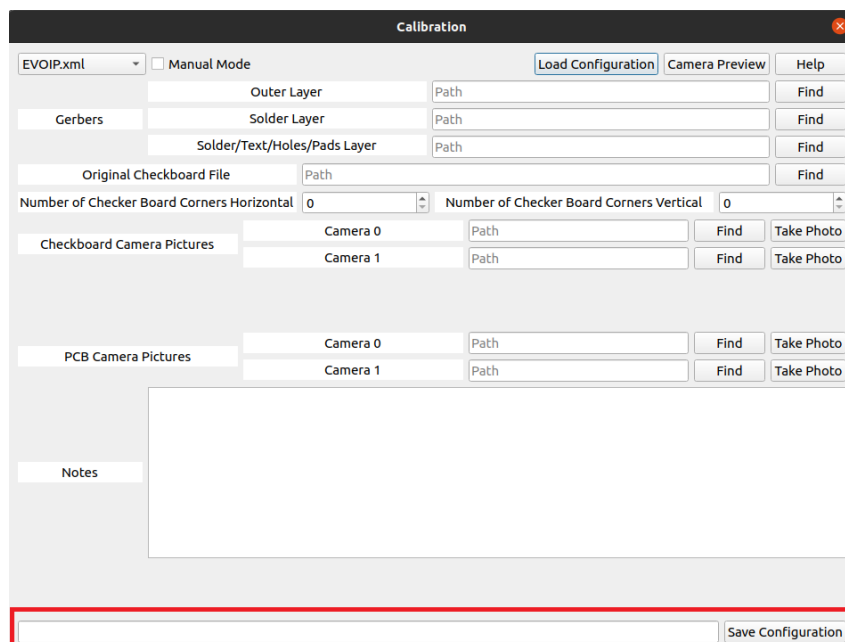 Calibration
EVOIP.xml Manual Mode Load Configuration Camera Preview Help
Outer Layer Path Find
Gerbers Solder Layer Path Find
Solder/Text/Holes/Pads Layer Path Find
Original Checkboard File Path Find
Number of Checker Board Corners Horizontal 0 Number of Checker Board Corners Vertical 0
Checkboard Camera Pictures Camera 0 Path Find Take Photo
Camera 1 Path Find Take Photo
PCB Camera Pictures Camera 0 Path Find Take Photo
Camera 1 Path Find Take Photo
Notes
Save Configuration